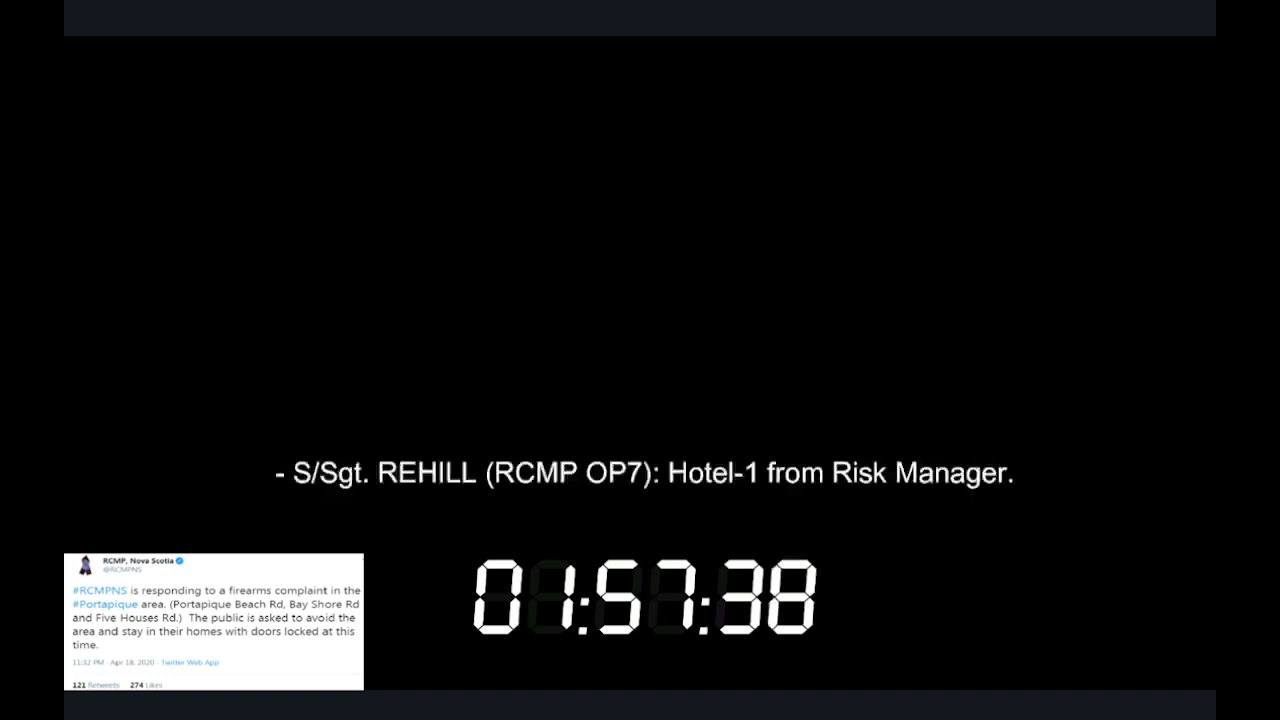 - S/Sgt. REHILL (RCMP OP7): Hotel-1 from Risk Manager.
01:57:38
RCMP, Nova Scotia
@RCMPNS
#RCMPNS is responding to a firearms complaint in the
#Portapique area. (Portapique Beach Rd, Bay Shore Rd
and Five Houses Rd.) The public is asked to avoid the
area and stay in their homes with doors locked at this
time.
11:32 PM - Apr 18, 2020 - Twitter Web App
121 Retweets 274 Likes